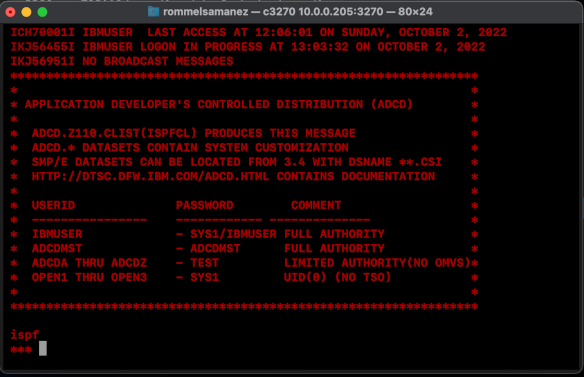 rommelsamanez — c3270 10.0.0.205:3270 — 80×24
ICH70001I IBMUSER  LAST ACCESS AT 12:06:01 ON SUNDAY, OCTOBER 2, 2022
IKJ56455I IBMUSER LOGON IN PROGRESS AT 13:03:32 ON OCTOBER 2, 2022
IKJ56951I NO BROADCAST MESSAGES
*****************************************************************
*                                                               *
* APPLICATION DEVELOPER'S CONTROLLED DISTRIBUTION (ADCD)        *
*                                                               *
*  ADCD.Z110.CLIST(ISPFCL) PRODUCES THIS MESSAGE                *
*  ADCD.* DATASETS CONTAIN SYSTEM CUSTOMIZATION                 *
*  SMP/E DATASETS CAN BE LOCATED FROM 3.4 WITH DSNAME **.CSI    *
*  HTTP://DTSC.DFW.IBM.COM/ADCD.HTML CONTAINS DOCUMENTATION     *
*                                                               *
*  USERID              PASSWORD        COMMENT                  *
*  ----------------    ------------ --------------              *
*  IBMUSER             - SYS1/IBMUSER FULL AUTHORITY            *
*  ADCDMST             - ADCDMST      FULL AUTHORITY            *
*  ADCDA THRU ADCDZ    - TEST         LIMITED AUTHORITY(NO OMVS)*
*  OPEN1 THRU OPEN3    - SYS1         UID(0) (NO TSO)           *
*                                                               *
*****************************************************************
ispf
***